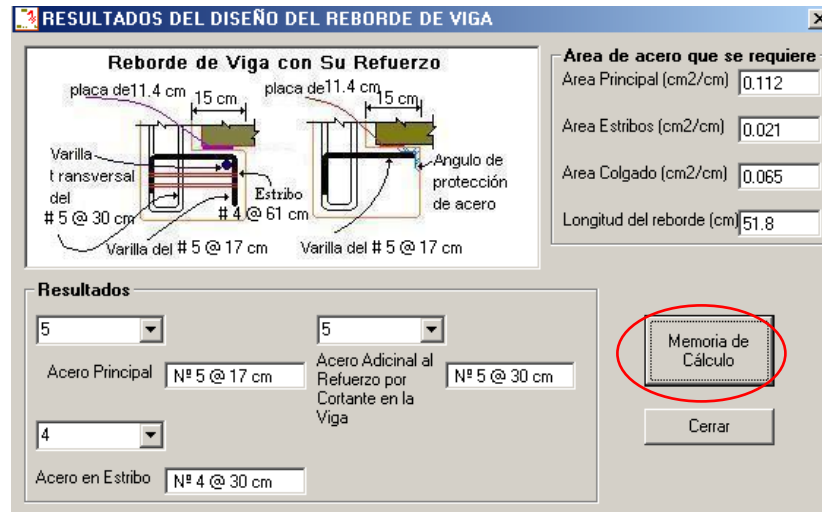 RESULTADOS DEL DISEÑO DEL REBORDE DE VIGA
Reborde de Viga con Su Refuerzo
placa de11.4 cm
15 cm
placa de11.4 cm
15 cm
Varilla
transversal
del
# 5 @ 30 cm
Estribo
# 4 @ 61 cm
Angulo de
protección
de acero
Varilla del # 5 @ 17 cm
Varilla del # 5 @ 17 cm
Area de acero que se requiere
Area Principal (cm2/cm) 0.112
Area Estribos (cm2/cm) 0.021
Area Colgado (cm2/cm) 0.065
Longitud del reborde (cm) 51.8
Resultados
5
Acero Principal Nº 5 @ 17 cm
4
Acero en Estribo Nº 4 @ 30 cm
5
Acero Adicinal al
Refuerzo por
Cortante en la
Viga
Nº 5 @ 30 cm
Memoria de
Cálculo
Cerrar